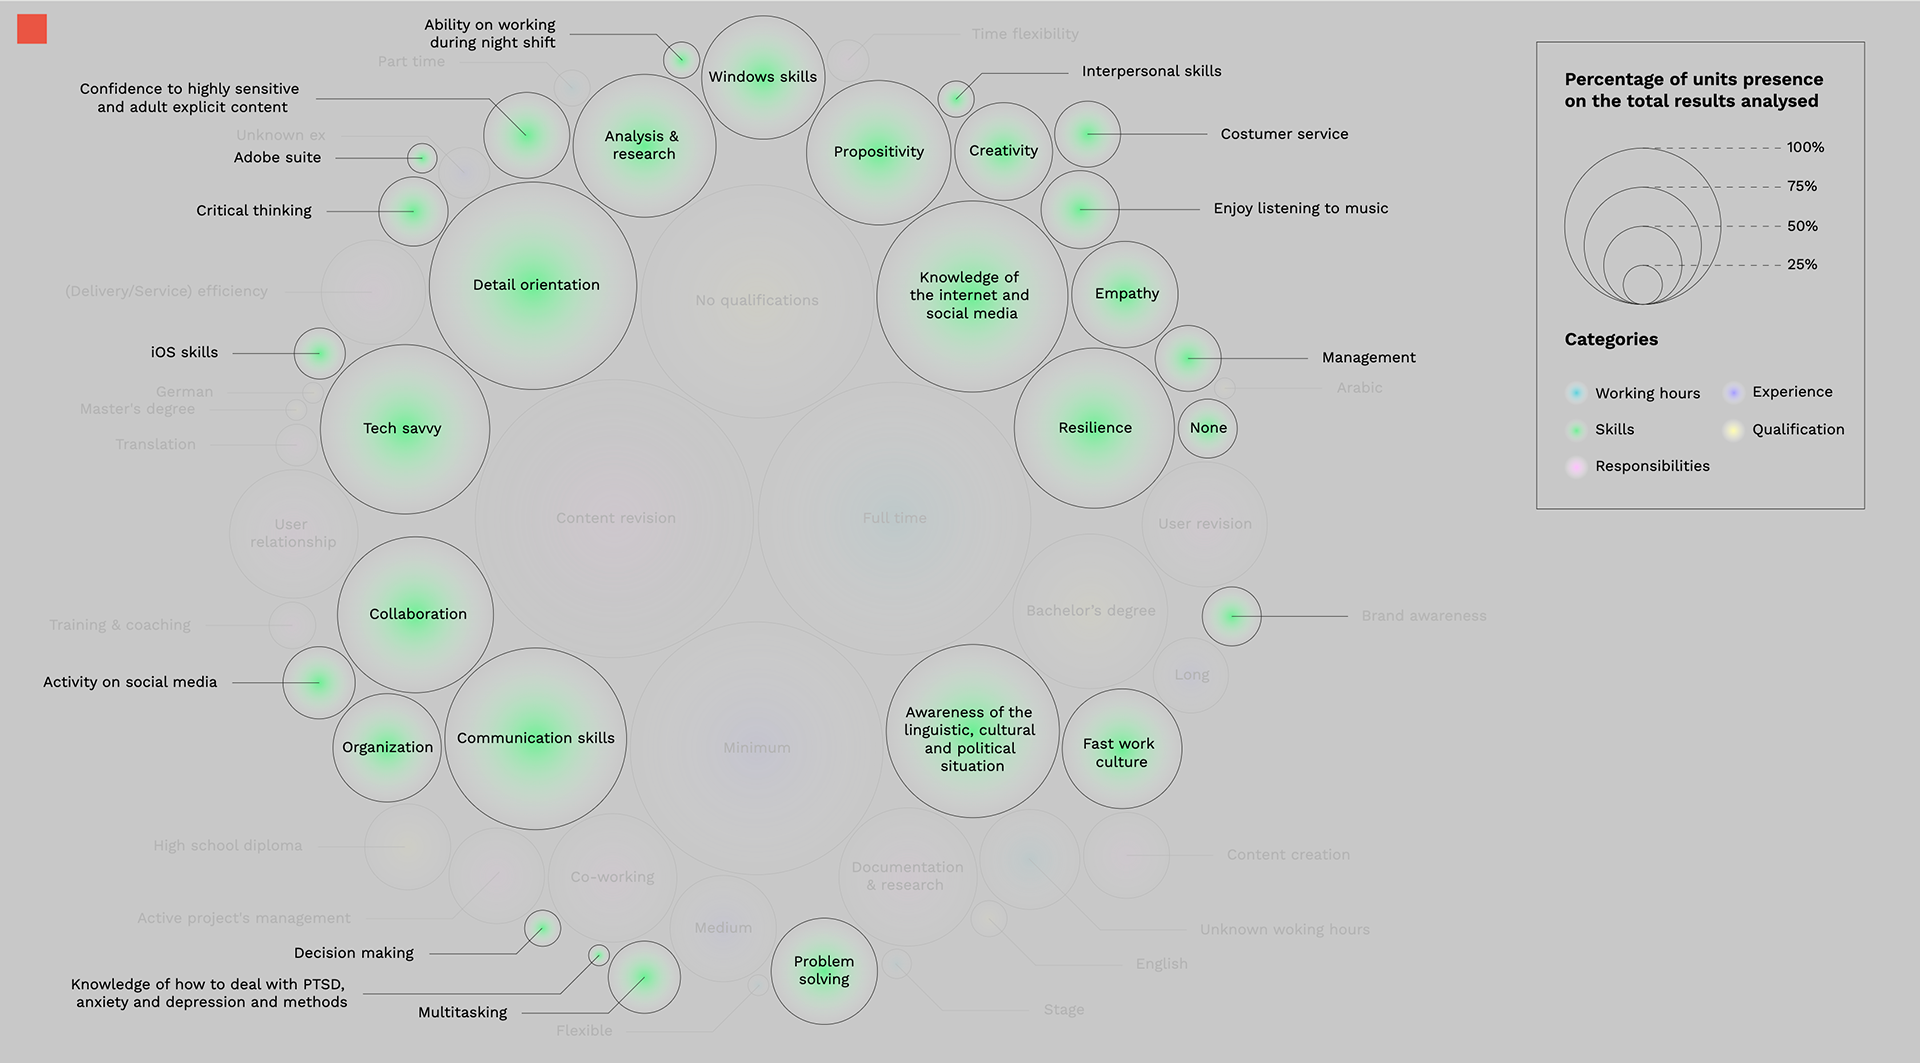 Ability on working
during night shift
Part time
Time flexibility
Confidence to highly sensitive
and adult explicit content
Windows skills
Interpersonal skills
Unknown ex
Adobe suite
Analysis &
research
Propositivity
Creativity
Costumer service
Critical thinking
Enjoy listening to music
(Delivery/Service) efficiency
Detail orientation
No qualifications
Knowledge of
the internet and
social media
Empathy
iOS skills
Management
German
Master's degree
Arabic
Translation
Tech savvy
Resilience
None
User
relationship
Content revision
Full time
User revision
Training & coaching
Collaboration
Bachelor's degree
Brand awareness
Activity on social media
Long
Organization
Communication skills
Minimum
Awareness of the
linguistic, cultural
and political
situation
Fast work
culture
High school diploma
Co-working
Documentation
& research
Content creation
Active project's management
Medium
Unknown woking hours
Decision making
Problem
solving
English
Knowledge of how to deal with PTSD,
anxiety and depression and methods
Multitasking
Stage
Flexible
Percentage of units presence
on the total results analysed
100%
75%
50%
25%
Categories
Working hours
Experience
Skills
Qualification
Responsibilities